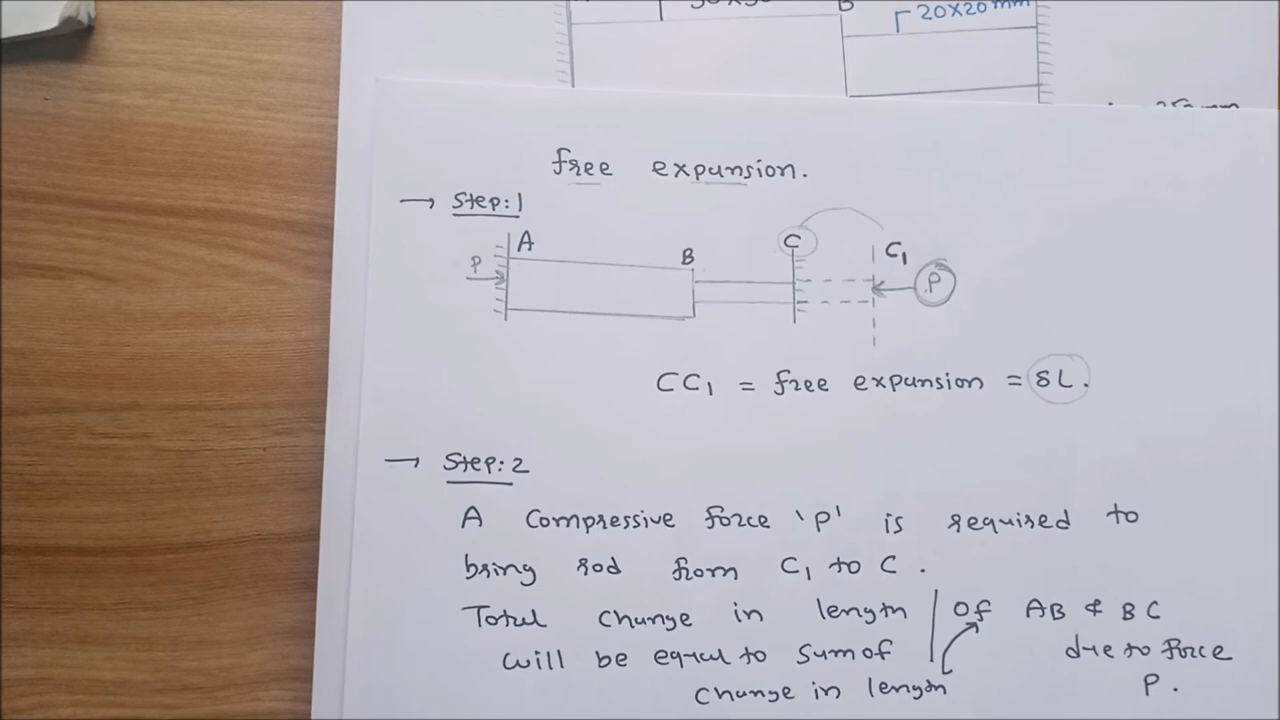 B
20X20mm
free expansion.
→ Step:1
A
B
C
C₁
P
P
CC₁ = free expansion = δL.
→ Step:2
A Compressive force 'P' is required to
bring rod from C₁ to C.
Total change in length | of AB & BC
will be equal to sum of due to force
change in length P.